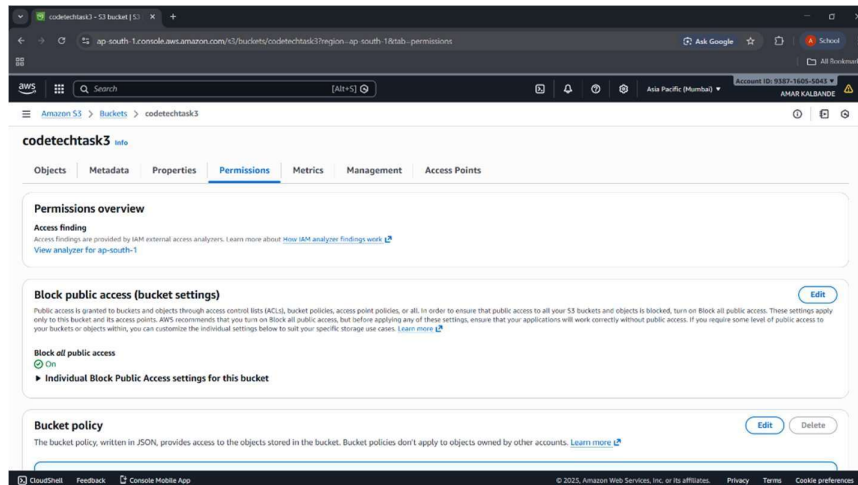 codetechtask3 - S3 bucket | S3
ap-south-1.console.aws.amazon.com/s3/buckets/codetechtask3?region=ap-south-1&tab=permissions
Ask Google
A School
All Bookmark
aws
Search [Alt+S]
Asia Pacific (Mumbai)
Account ID: 9387-1605-5043
AMAR KALBANDE
Amazon S3 > Buckets > codetechtask3
codetechtask3 Info
Objects Metadata Properties Permissions Metrics Management Access Points
Permissions overview
Access finding
Access findings are provided by IAM external access analyzers. Learn more about How IAM analyzer findings work
View analyzer for ap-south-1
Block public access (bucket settings)
Edit
Public access is granted to buckets and objects through access control lists (ACLs), bucket policies, access point policies, or all. In order to ensure that public access to all your S3 buckets and objects is blocked, turn on Block all public access. These settings apply
only to this bucket and its access points. AWS recommends that you turn on Block all public access, but before applying any of these settings, ensure that your applications will work correctly without public access. If you require some level of public access to
your buckets or objects within, you can customize the individual settings below to suit your specific storage use cases. Learn more
Block all public access
On
Individual Block Public Access settings for this bucket
Bucket policy
Edit Delete
The bucket policy, written in JSON, provides access to the objects stored in the bucket. Bucket policies don't apply to objects owned by other accounts. Learn more
CloudShell Feedback Console Mobile App © 2025, Amazon Web Services, Inc. or its affiliates. Privacy Terms Cookie preferences